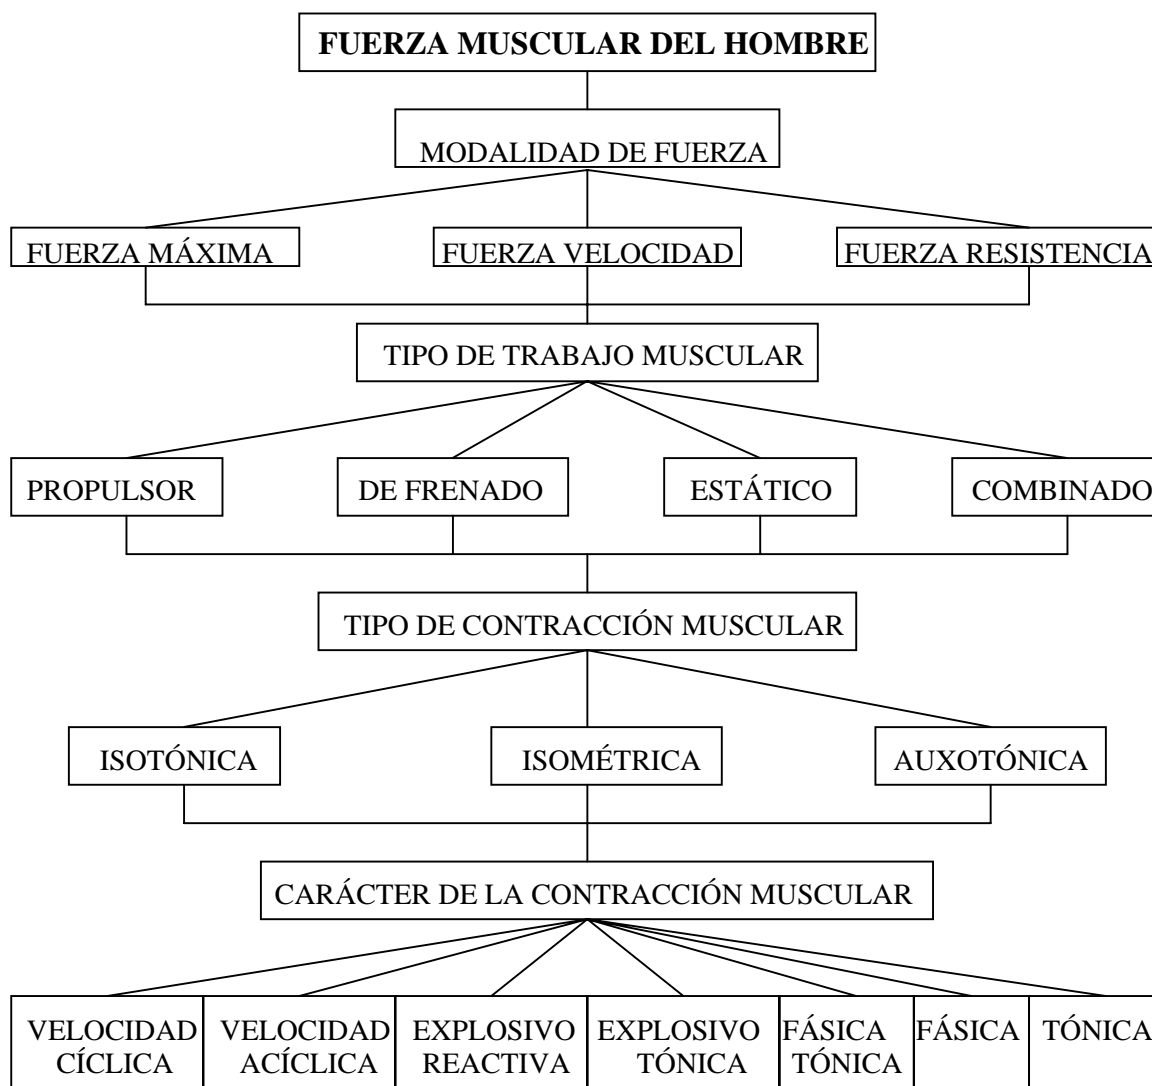 FUERZA MUSCULAR DEL HOMBRE
MODALIDAD DE FUERZA
FUERZA MÁXIMA
FUERZA VELOCIDAD
FUERZA RESISTENCIA
TIPO DE TRABAJO MUSCULAR
PROPULSOR
DE FRENADO
ESTÁTICO
COMBINADO
TIPO DE CONTRACCIÓN MUSCULAR
ISOTÓNICA
ISOMÉTRICA
AUXOTÓNICA
CARÁCTER DE LA CONTRACCIÓN MUSCULAR
VELOCIDAD
CÍCLICA
VELOCIDAD
ACÍCLICA
EXPLOSIVO
REACTIVA
EXPLOSIVO
TÓNICA
FÁSICA
TÓNICA
FÁSICA
TÓNICA